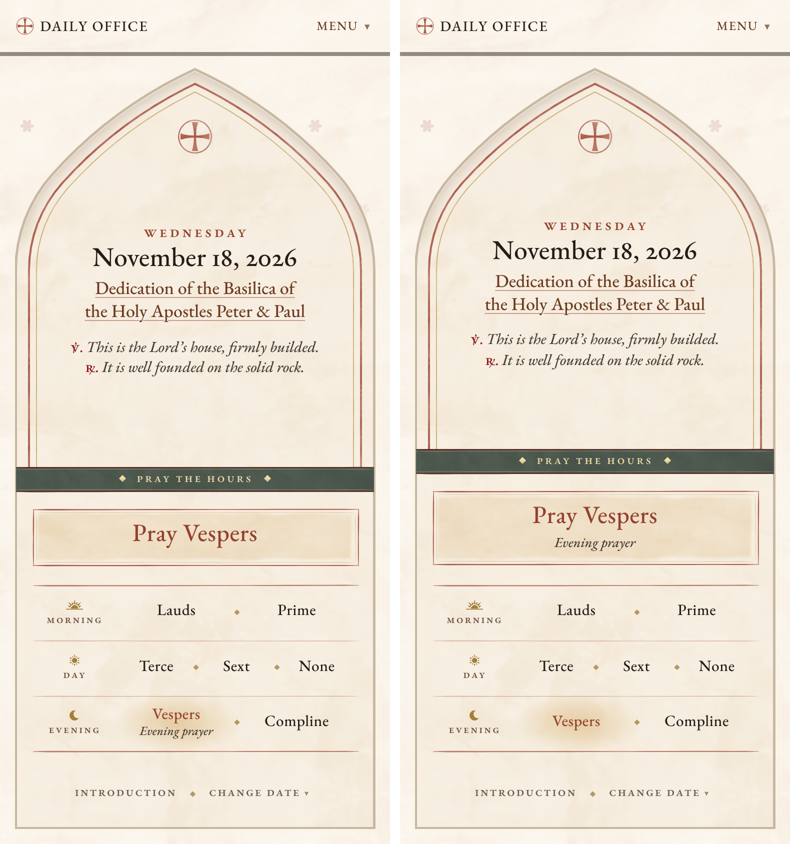 DAILY OFFICE
MENU ▼
WEDNESDAY
November 18, 2026
Dedication of the Basilica of
the Holy Apostles Peter & Paul
℣. This is the Lord’s house, firmly builded.
℟. It is well founded on the solid rock.
◆ PRAY THE HOURS ◆
Pray Vespers
MORNING
Lauds ◆ Prime
DAY
Terce ◆ Sext ◆ None
EVENING
Vespers ◆ Compline
Evening prayer
INTRODUCTION ◆ CHANGE DATE ▼
DAILY OFFICE
MENU ▼
WEDNESDAY
November 18, 2026
Dedication of the Basilica of
the Holy Apostles Peter & Paul
℣. This is the Lord’s house, firmly builded.
℟. It is well founded on the solid rock.
◆ PRAY THE HOURS ◆
Pray Vespers
Evening prayer
MORNING
Lauds ◆ Prime
DAY
Terce ◆ Sext ◆ None
EVENING
Vespers ◆ Compline
INTRODUCTION ◆ CHANGE DATE ▼